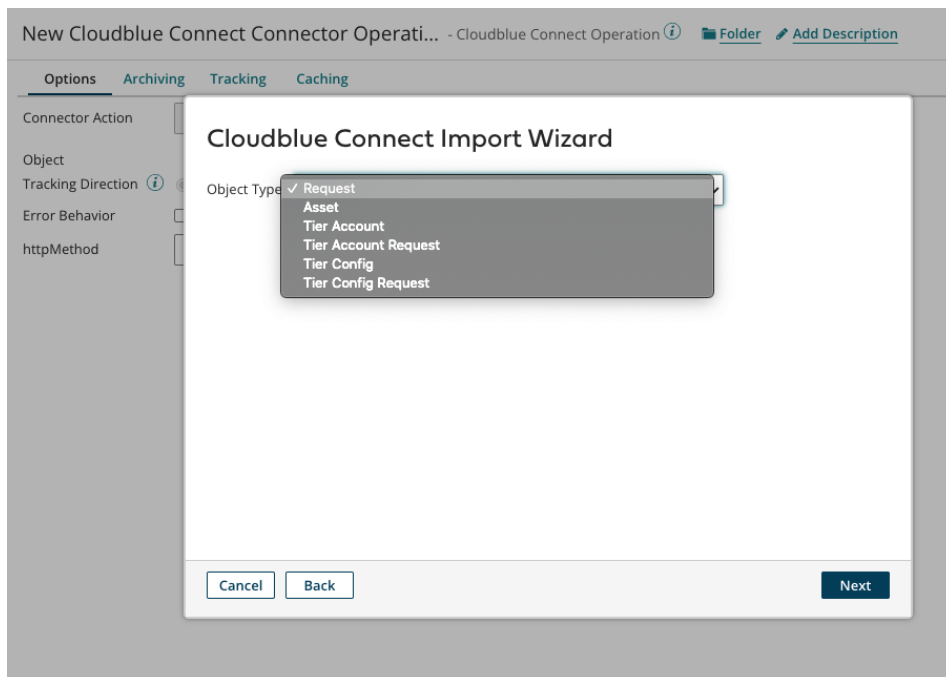 New Cloudblue Connect Connector Operati... - Cloudblue Connect Operation i Folder Add Description
Options Archiving Tracking Caching
Connector Action
Cloudblue Connect Import Wizard
Object
Tracking Direction i
Object Type ✓ Request
Asset
Tier Account
Tier Account Request
Tier Config
Tier Config Request
Error Behavior
httpMethod
Cancel Back Next